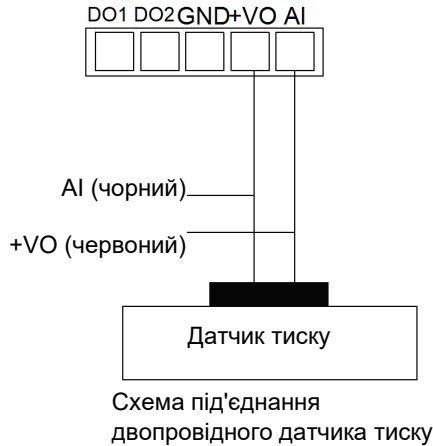 DO1 DO2 GND+VO AI
AI (чорний)
+VO (червоний)
Датчик тиску
Схема під'єднання
двопровідного датчика тиску